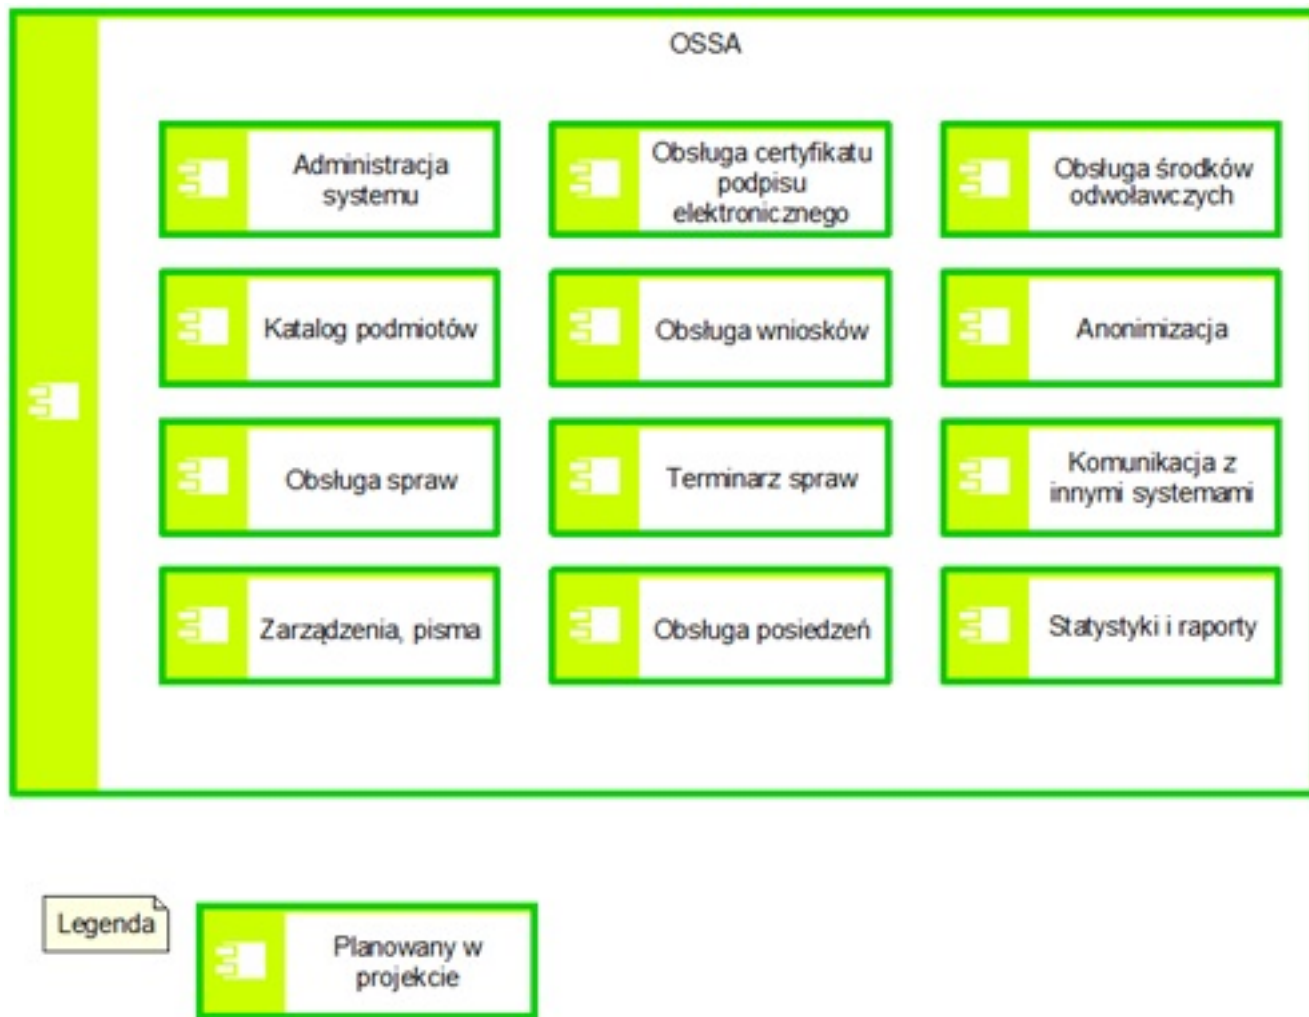 OSSA
Administracja
systemu
Obsługa certyfikatu
podpisu
elektronicznego
Obsługa środków
odwoławczych
Katalog podmiotów
Obsługa wniosków
Anonimizacja
Obsługa spraw
Terminarz spraw
Komunikacja z
innymi systemami
Zarządzenia, pisma
Obsługa posiedzeń
Statystyki i raporty
Legenda
Planowany w
projekcie